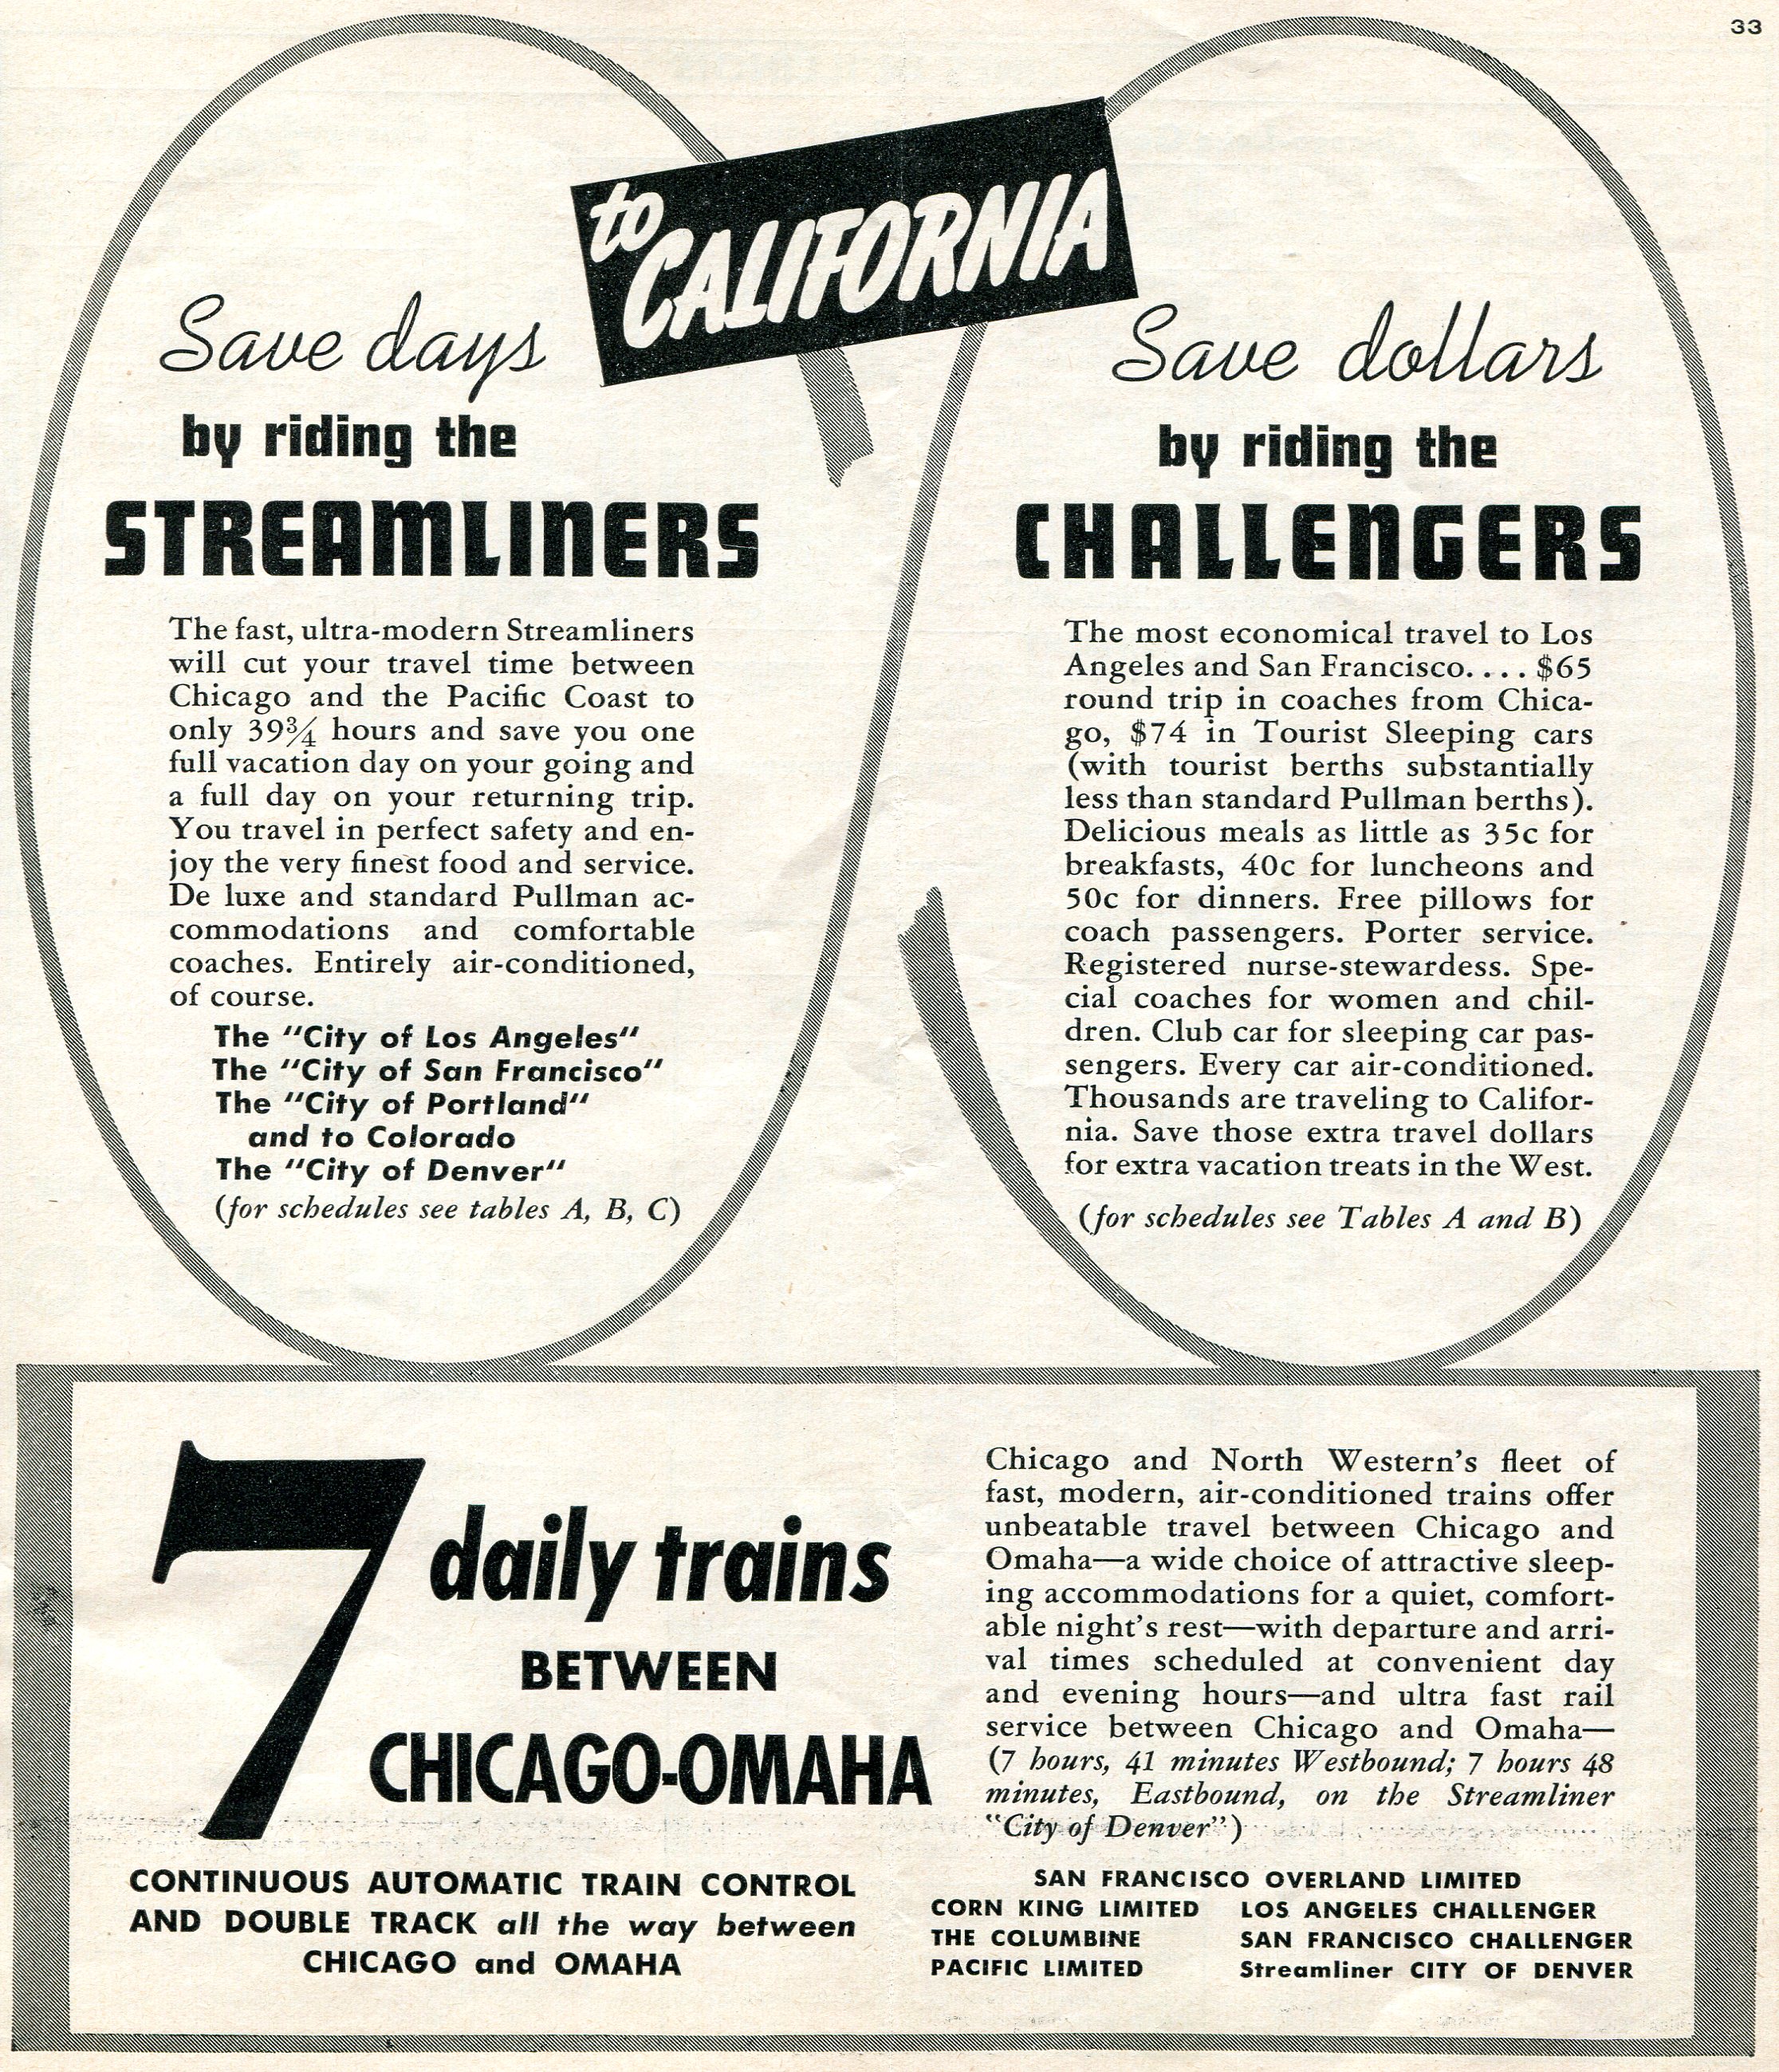 33
to
CALIFORNIA
Save days
by riding the
STREAMLINERS
The fast, ultra-modern Streamliners
will cut your travel time between
Chicago and the Pacific Coast to
only 39¾ hours and save you one
full vacation day on your going and
a full day on your returning trip.
You travel in perfect safety and en-
joy the very finest food and service.
De luxe and standard Pullman ac-
commodations and comfortable
coaches. Entirely air-conditioned,
of course.
The "City of Los Angeles"
The "City of San Francisco"
The "City of Portland"
and to Colorado
The "City of Denver"
(for schedules see tables A, B, C)
Save dollars
by riding the
CHALLENGERS
The most economical travel to Los
Angeles and San Francisco.... $65
round trip in coaches from Chica-
go, $74 in Tourist Sleeping cars
(with tourist berths substantially
less than standard Pullman berths).
Delicious meals as little as 35c for
breakfasts, 40c for luncheons and
50c for dinners. Free pillows for
coach passengers. Porter service.
Registered nurse-stewardess. Spe-
cial coaches for women and chil-
dren. Club car for sleeping car pas-
sengers. Every car air-conditioned.
Thousands are traveling to Califor-
nia. Save those extra travel dollars
for extra vacation treats in the West.
(for schedules see Tables A and B)
7 daily trains
BETWEEN
CHICAGO-OMAHA
CONTINUOUS AUTOMATIC TRAIN CONTROL
AND DOUBLE TRACK all the way between
CHICAGO and OMAHA
Chicago and North Western's fleet of
fast, modern, air-conditioned trains offer
unbeatable travel between Chicago and
Omaha—a wide choice of attractive sleep-
ing accommodations for a quiet, comfort-
able night's rest—with departure and arri-
val times scheduled at convenient day
and evening hours—and ultra fast rail
service between Chicago and Omaha—
(7 hours, 41 minutes Westbound; 7 hours 48
minutes, Eastbound, on the Streamliner
"City of Denver")
SAN FRANCISCO OVERLAND LIMITED
CORN KING LIMITED LOS ANGELES CHALLENGER
THE COLUMBINE SAN FRANCISCO CHALLENGER
PACIFIC LIMITED Streamliner CITY OF DENVER